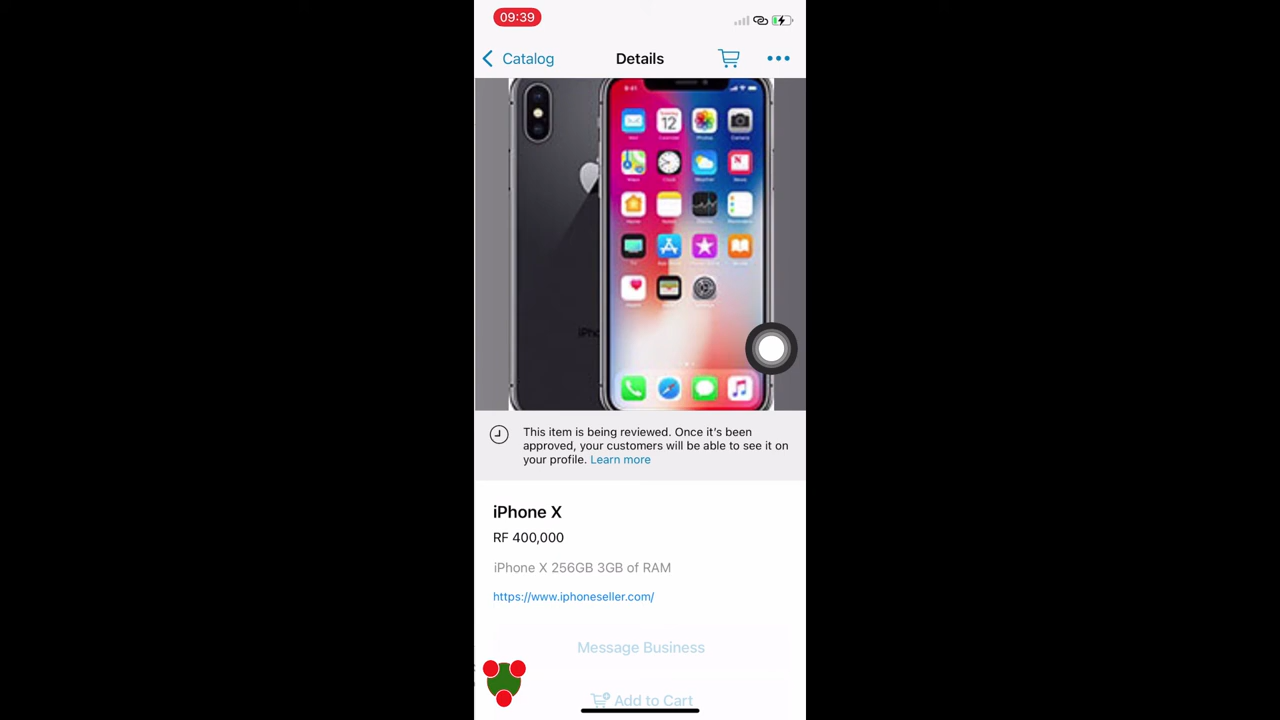 09:39
Catalog
Details
This item is being reviewed. Once it's been
approved, your customers will be able to see it on
your profile. Learn more
iPhone X
RF 400,000
iPhone X 256GB 3GB of RAM
https://www.iphoneseller.com/
Message Business
Add to Cart